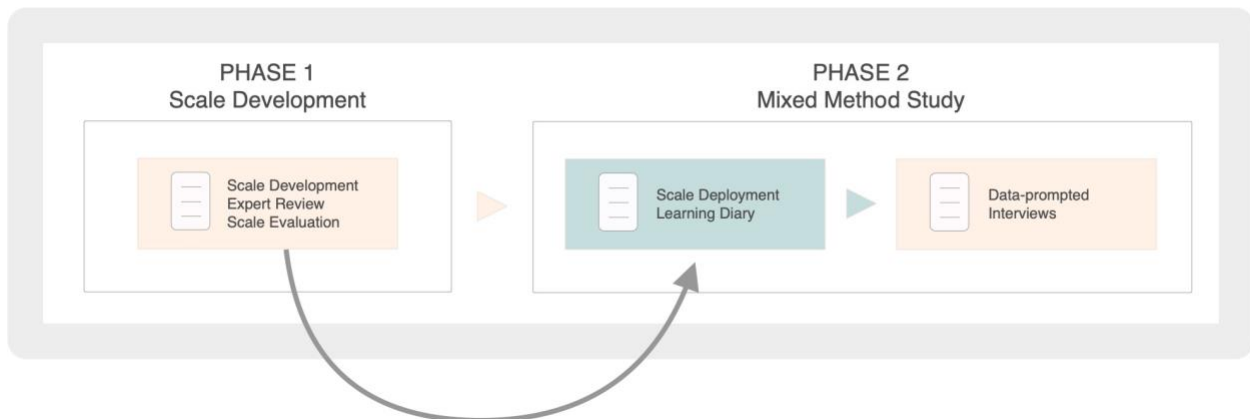 PHASE 1
Scale Development
Scale Development
Expert Review
Scale Evaluation
PHASE 2
Mixed Method Study
Scale Deployment
Learning Diary
Data-prompted
Interviews